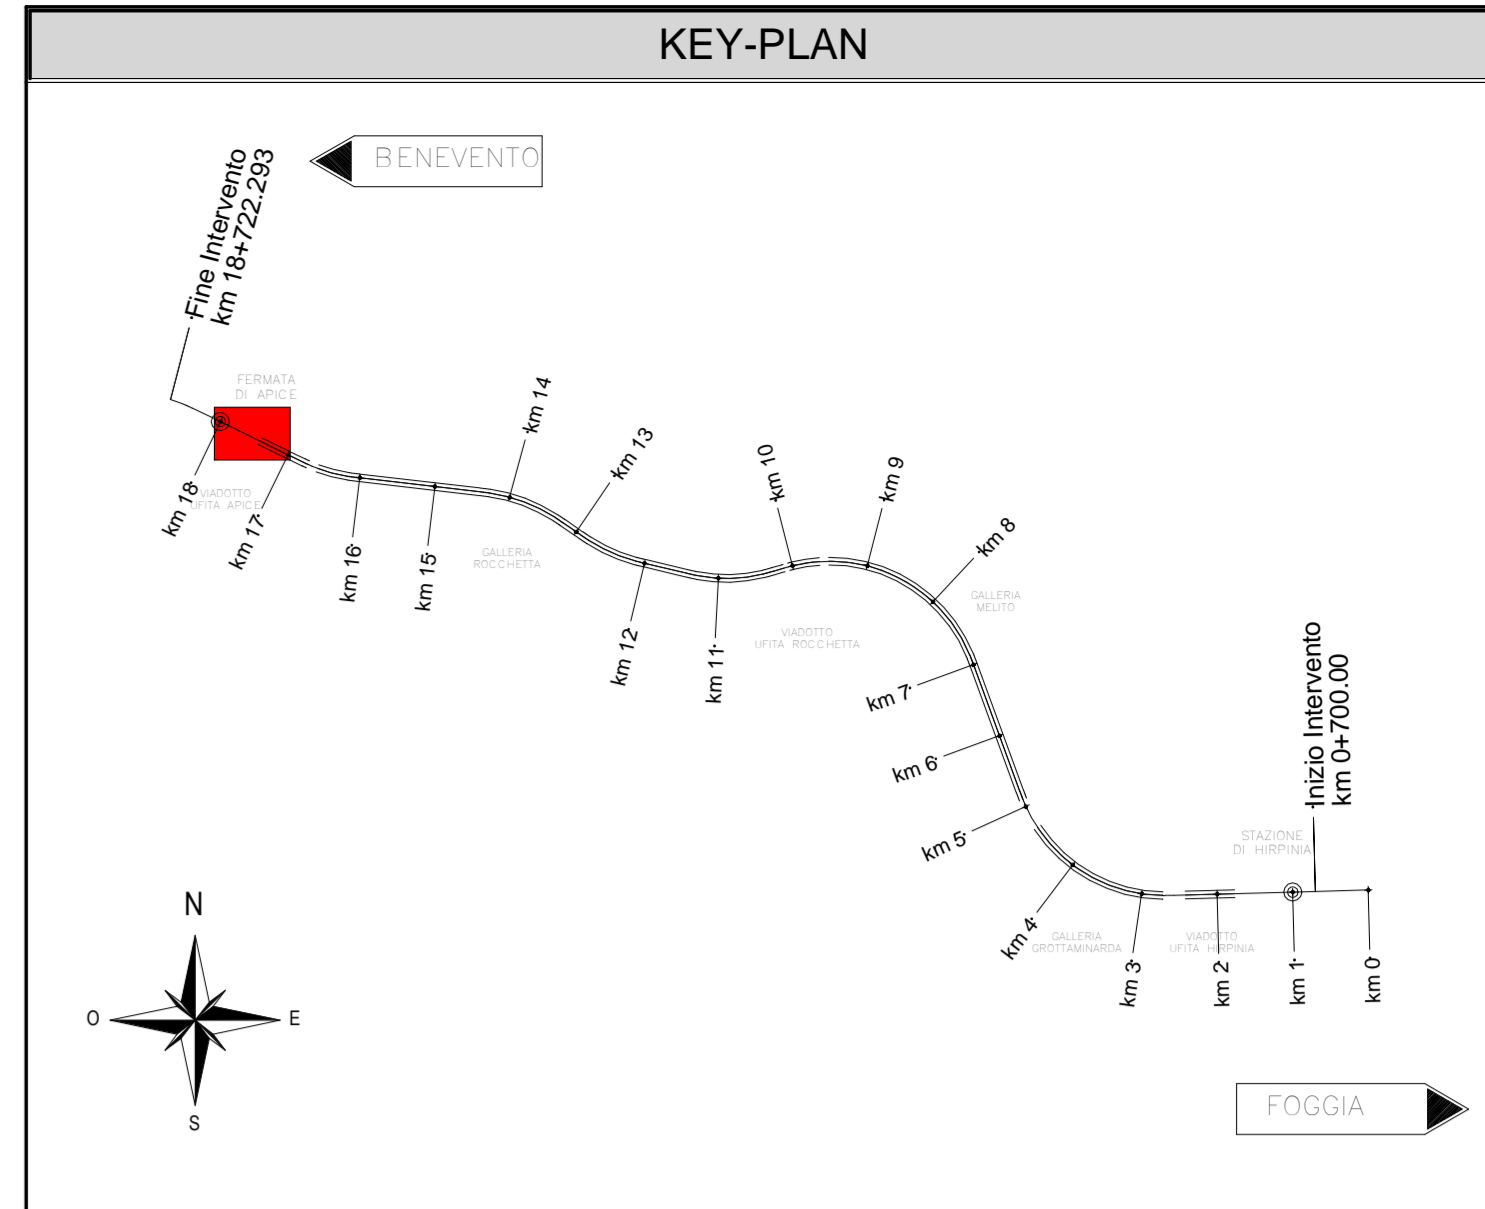 KEY-PLAN
BENEVENTO
Fine Intervento
km 18+722.293
FERMATA
DI APICE
km 18
VIADOTTO
UFITA APICE
km 17
km 16
km 15
km 14
GALLERIA
ROCCHETTA
km 13
km 12
km 11
km 10
VIADOTTO
UFITA ROCCHETTA
km 9
km 8
GALLERIA
MELITO
km 7
km 6
km 5
km 4
GALLERIA
GROTTAMINARDA
km 3
VIADOTTO
UFITA HIRPINIA
km 2
STAZIONE
DI HIRPINIA
km 1
Inizio Intervento
km 0+700.00
km 0
N
O
E
S
FOGGIA